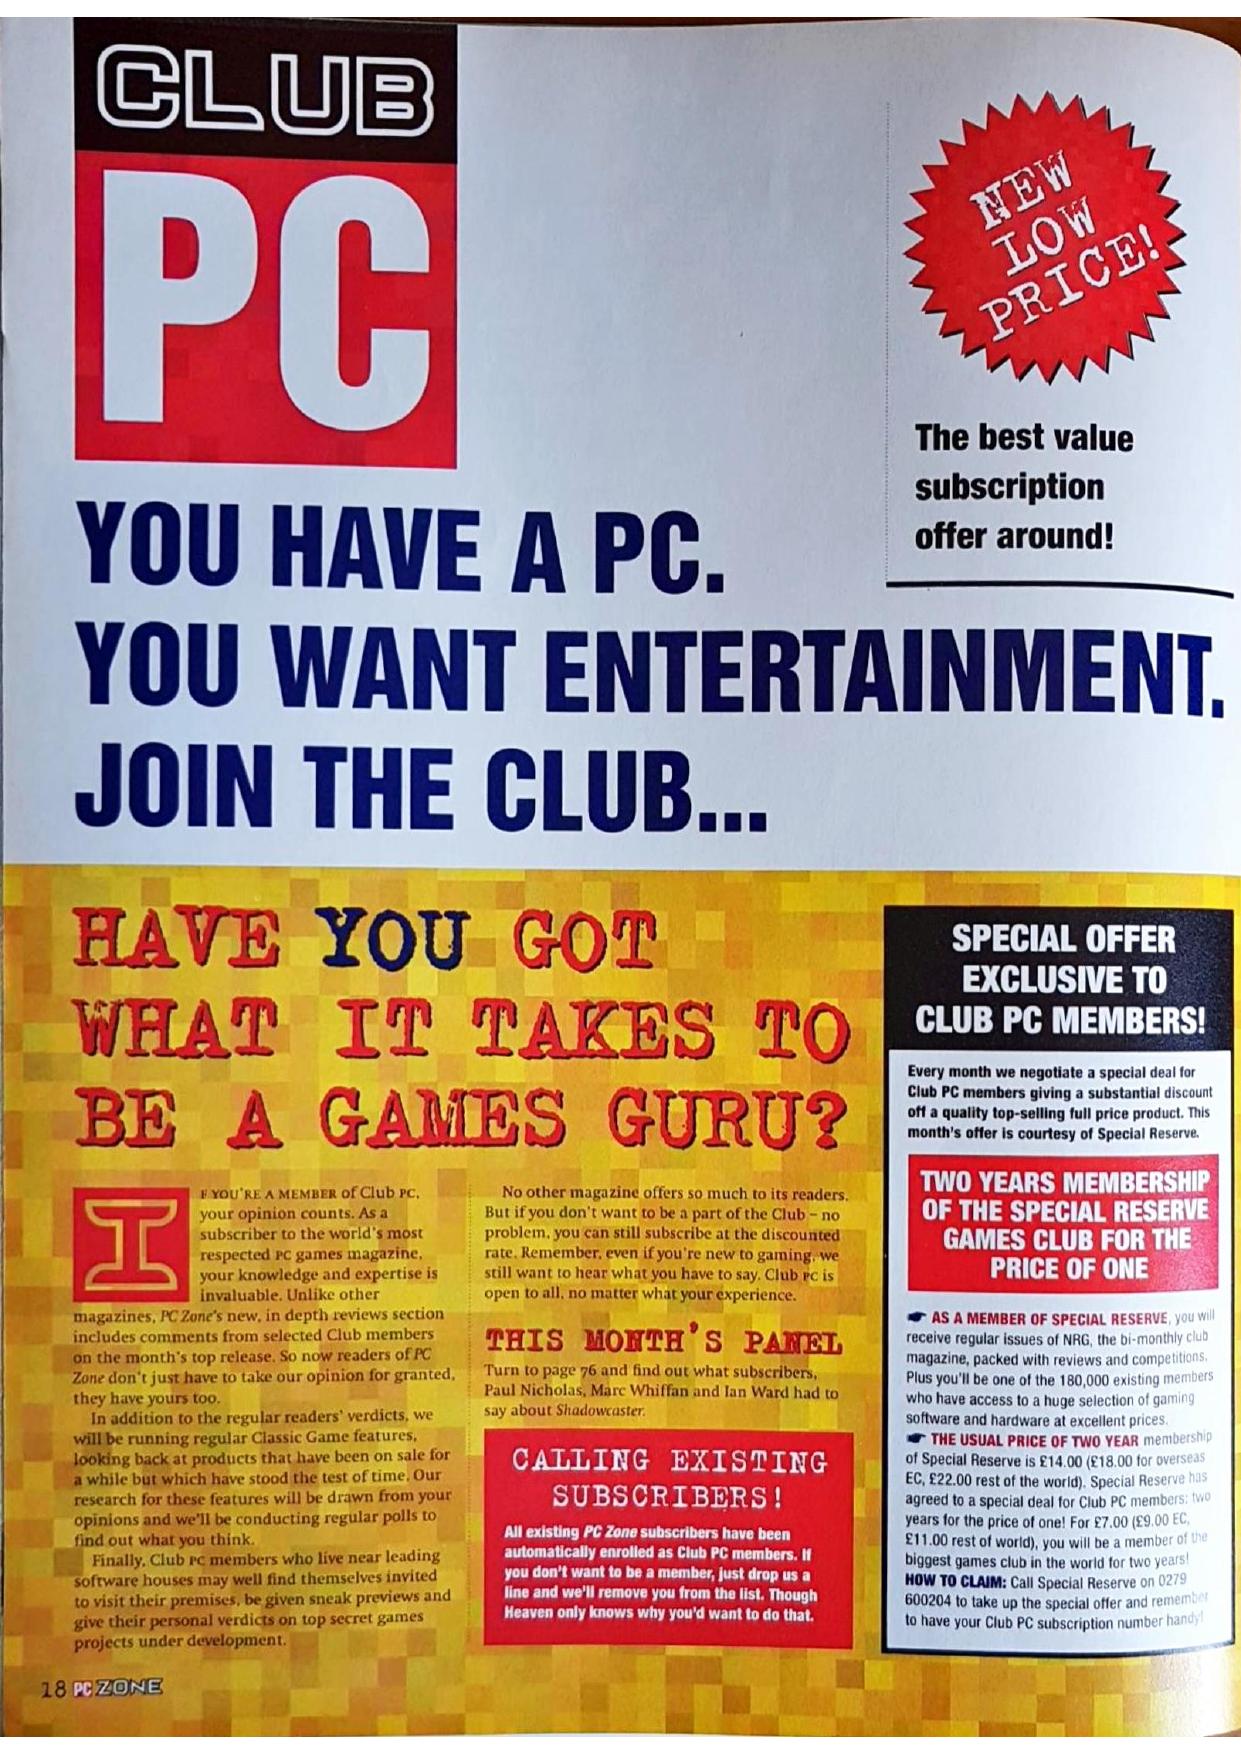 CLUB
PC
NEW
LOW
PRICE!
The best value
subscription
offer around!
YOU HAVE A PC.
YOU WANT ENTERTAINMENT.
JOIN THE CLUB...
HAVE YOU GOT
WHAT IT TAKES TO
BE A GAMES GURU?
IF YOU'RE A MEMBER of Club PC,
your opinion counts. As a
subscriber to the world's most
respected PC games magazine,
your knowledge and expertise is
invaluable. Unlike other
magazines, PC Zone's new, in depth reviews section
includes comments from selected Club members
on the month's top release. So now readers of PC
Zone don't just have to take our opinion for granted,
they have yours too.
In addition to the regular readers' verdicts, we
will be running regular Classic Game features,
looking back at products that have been on sale for
a while but which have stood the test of time. Our
research for these features will be drawn from your
opinions and we'll be conducting regular polls to
find out what you think.
Finally, Club PC members who live near leading
software houses may well find themselves invited
to visit their premises, be given sneak previews and
give their personal verdicts on top secret games
projects under development.
No other magazine offers so much to its readers.
But if you don't want to be a part of the Club – no
problem, you can still subscribe at the discounted
rate. Remember, even if you're new to gaming, we
still want to hear what you have to say. Club PC is
open to all, no matter what your experience.
THIS MONTH'S PANEL
Turn to page 76 and find out what subscribers,
Paul Nicholas, Marc Whiffan and Ian Ward had to
say about Shadowcaster.
CALLING EXISTING
SUBSCRIBERS!
All existing PC Zone subscribers have been
automatically enrolled as Club PC members. If
you don't want to be a member, just drop us a
line and we'll remove you from the list. Though
Heaven only knows why you'd want to do that.
SPECIAL OFFER
EXCLUSIVE TO
CLUB PC MEMBERS!
Every month we negotiate a special deal for
Club PC members giving a substantial discount
off a quality top-selling full price product. This
month's offer is courtesy of Special Reserve.
TWO YEARS MEMBERSHIP
OF THE SPECIAL RESERVE
GAMES CLUB FOR THE
PRICE OF ONE
☛ AS A MEMBER OF SPECIAL RESERVE, you will
receive regular issues of NRG, the bi-monthly club
magazine, packed with reviews and competitions.
Plus you'll be one of the 180,000 existing members
who have access to a huge selection of gaming
software and hardware at excellent prices.
☛ THE USUAL PRICE OF TWO YEAR membership
of Special Reserve is £14.00 (£18.00 for overseas
EC, £22.00 rest of the world). Special Reserve has
agreed to a special deal for Club PC members: two
years for the price of one! For £7.00 (£9.00 EC,
£11.00 rest of world), you will be a member of the
biggest games club in the world for two years!
HOW TO CLAIM: Call Special Reserve on 0279
600204 to take up the special offer and remember
to have your Club PC subscription number handy!
18 PC ZONE